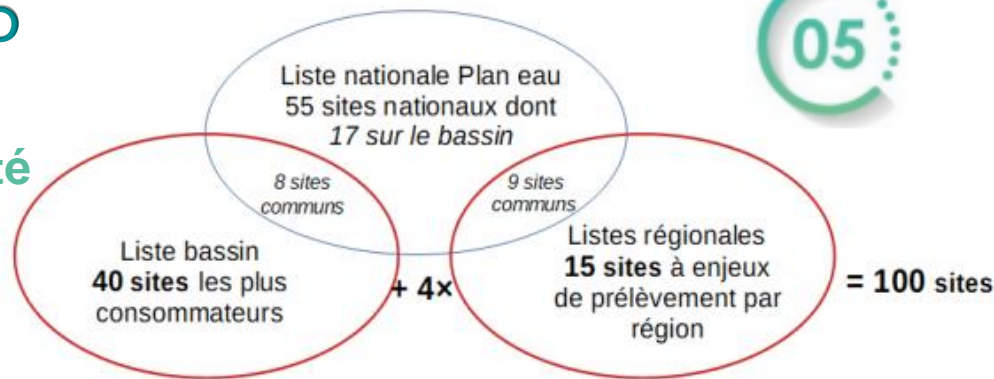 05
Liste nationale Plan eau
55 sites nationaux dont
17 sur le bassin
8 sites
communs
9 sites
communs
Liste bassin
40 sites les plus
consommateurs
+ 4×
Listes régionales
15 sites à enjeux
de prélèvement par
région
= 100 sites